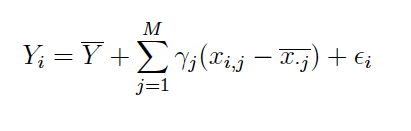 $Y_i = \overline{Y} + \sum_{j=1}^{M} \gamma_j (x_{i,j} - \overline{x_{\cdot j}}) + \epsilon_i$